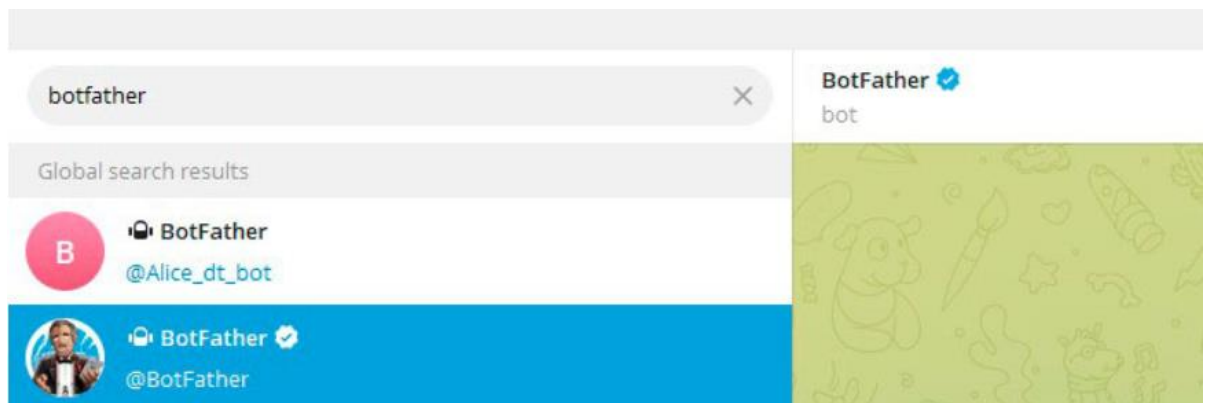 botfather
Global search results
B
BotFather
@Alice_dt_bot
BotFather
@BotFather
BotFather
bot